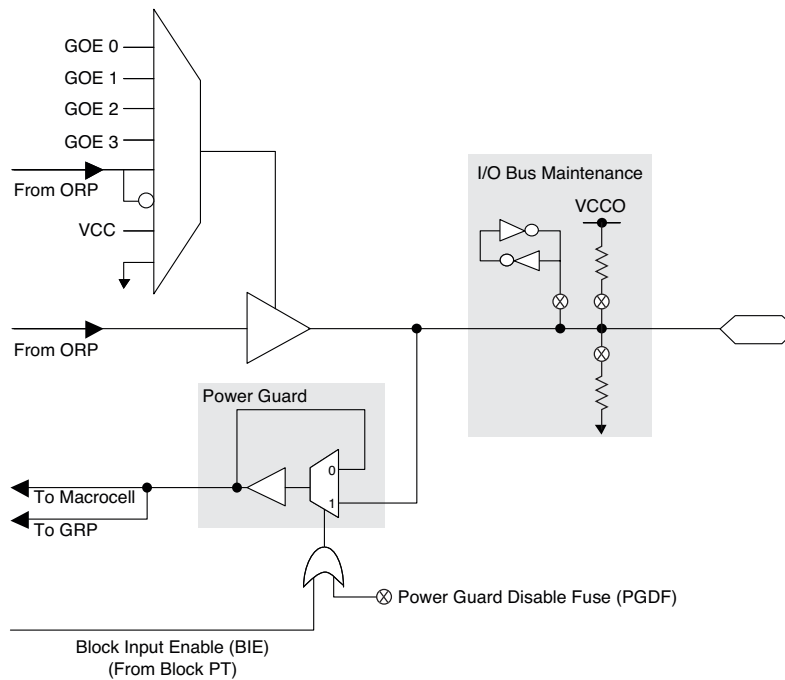 GOE 0
GOE 1
GOE 2
GOE 3
From ORP
VCC
From ORP
I/O Bus Maintenance
VCCO
Power Guard
0
1
To Macrocell
To GRP
Power Guard Disable Fuse (PGDF)
Block Input Enable (BIE)
(From Block PT)